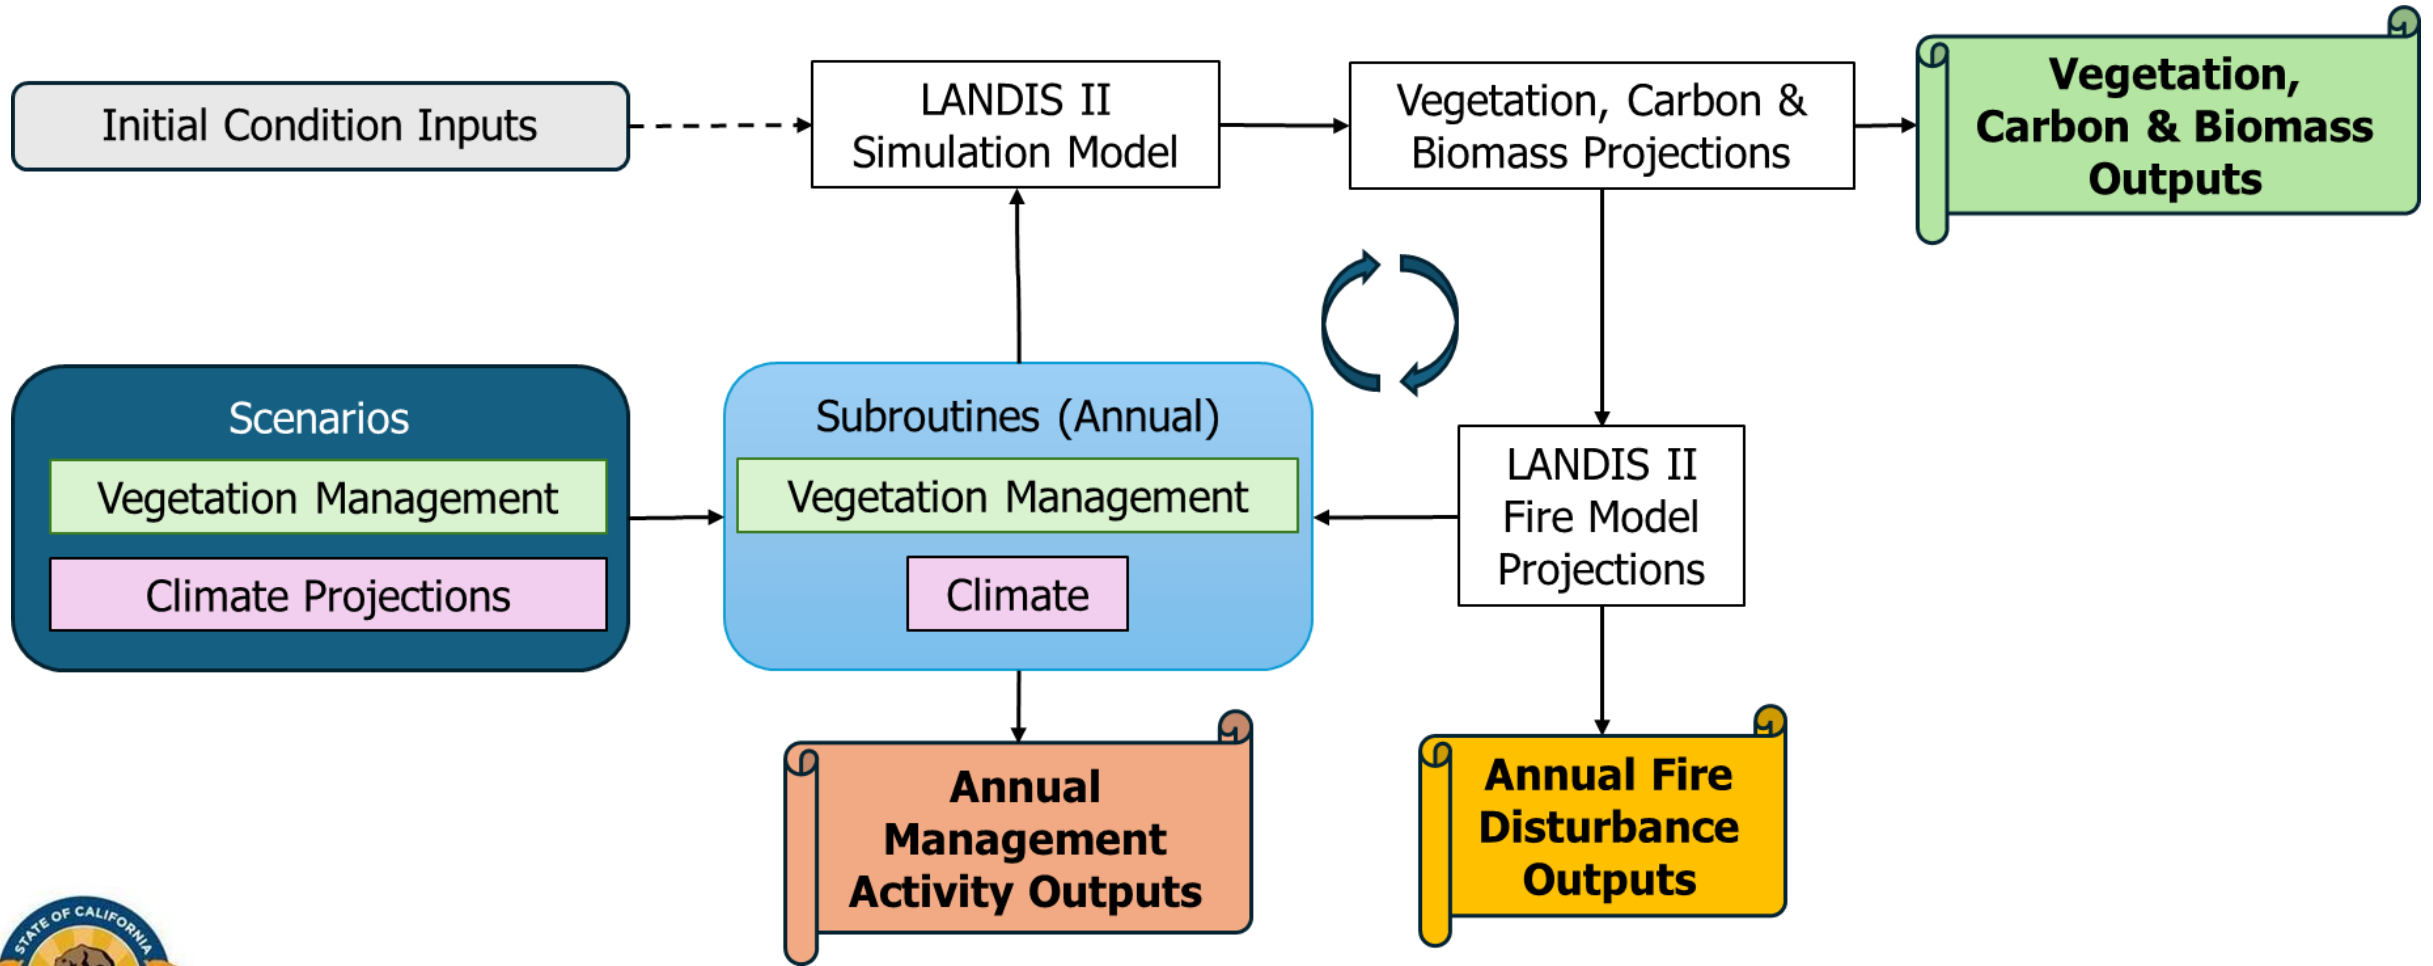 Initial Condition Inputs
LANDIS II
Simulation Model
Vegetation, Carbon &
Biomass Projections
Vegetation,
Carbon & Biomass
Outputs
Scenarios
Vegetation Management
Climate Projections
Subroutines (Annual)
Vegetation Management
Climate
LANDIS II
Fire Model
Projections
Annual
Management
Activity Outputs
Annual Fire
Disturbance
Outputs
STATE OF CALIFORNIA